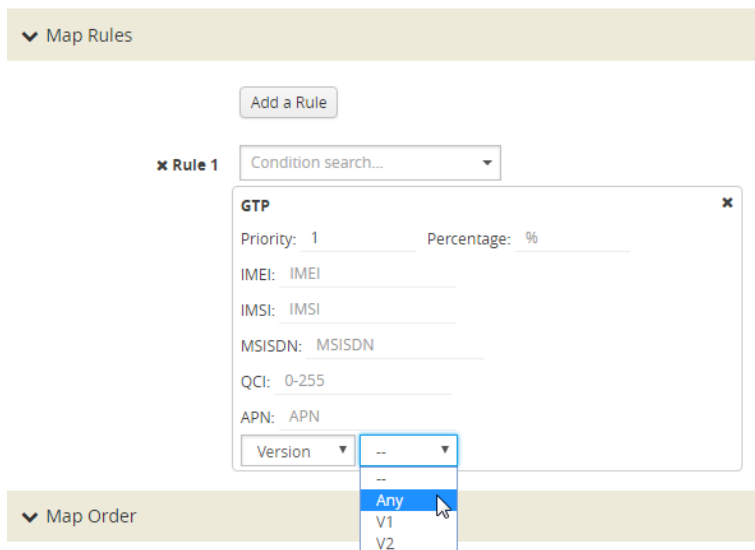 Map Rules
Add a Rule
Rule 1 Condition search...
GTP
Priority: 1 Percentage: %
IMEI: IMEI
IMSI: IMSI
MSISDN: MSISDN
QCI: 0-255
APN: APN
Version --
--
Any
V1
Map Order
V2